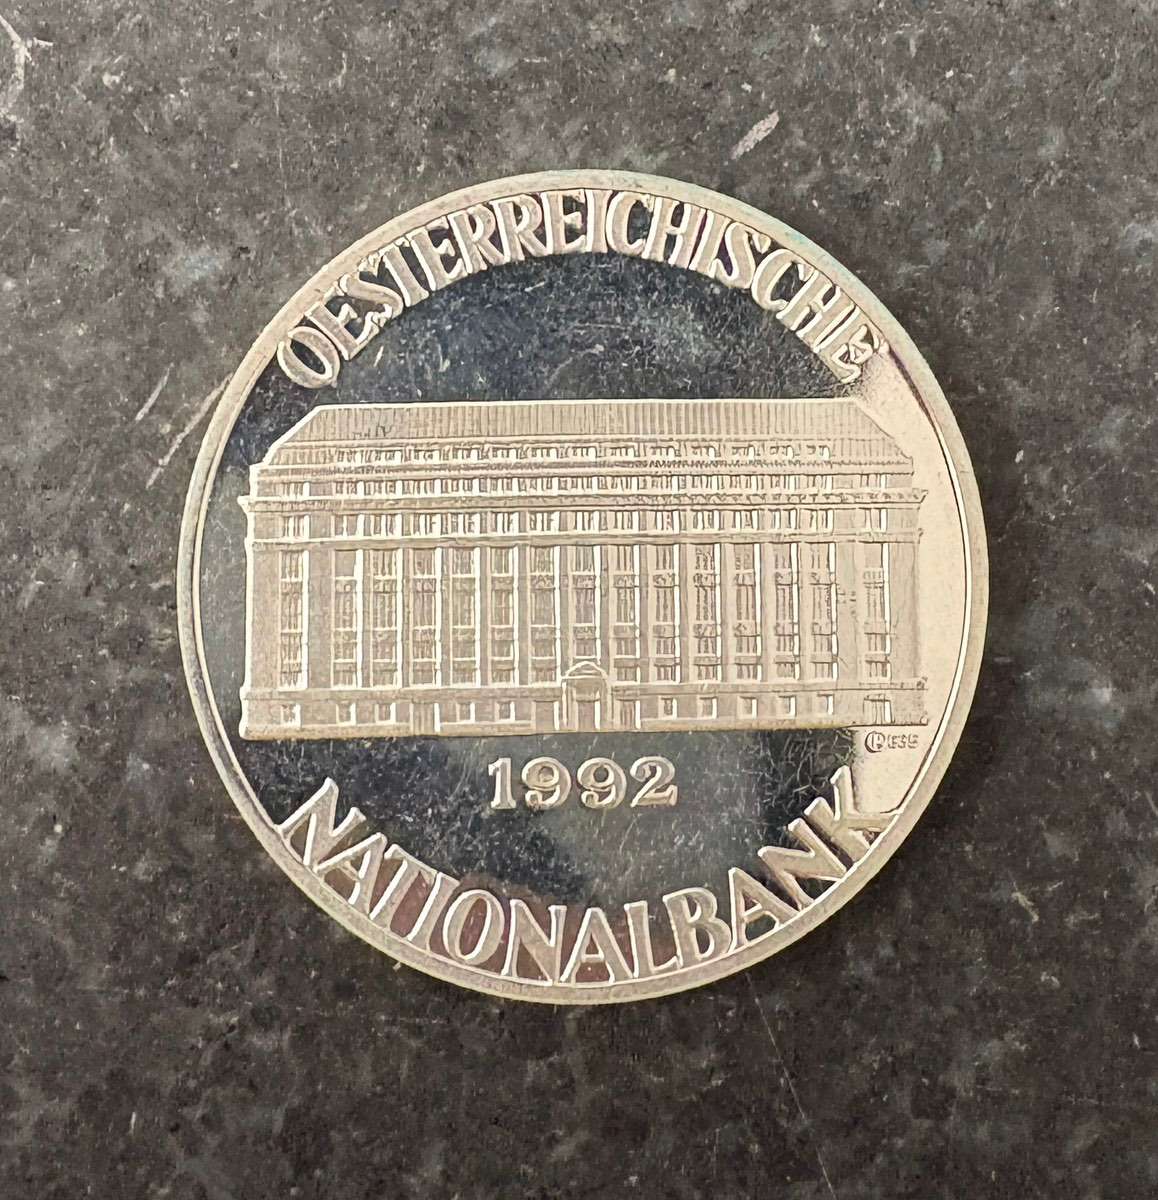 OESTERREICHISCHE
1992
NATIONALBANK